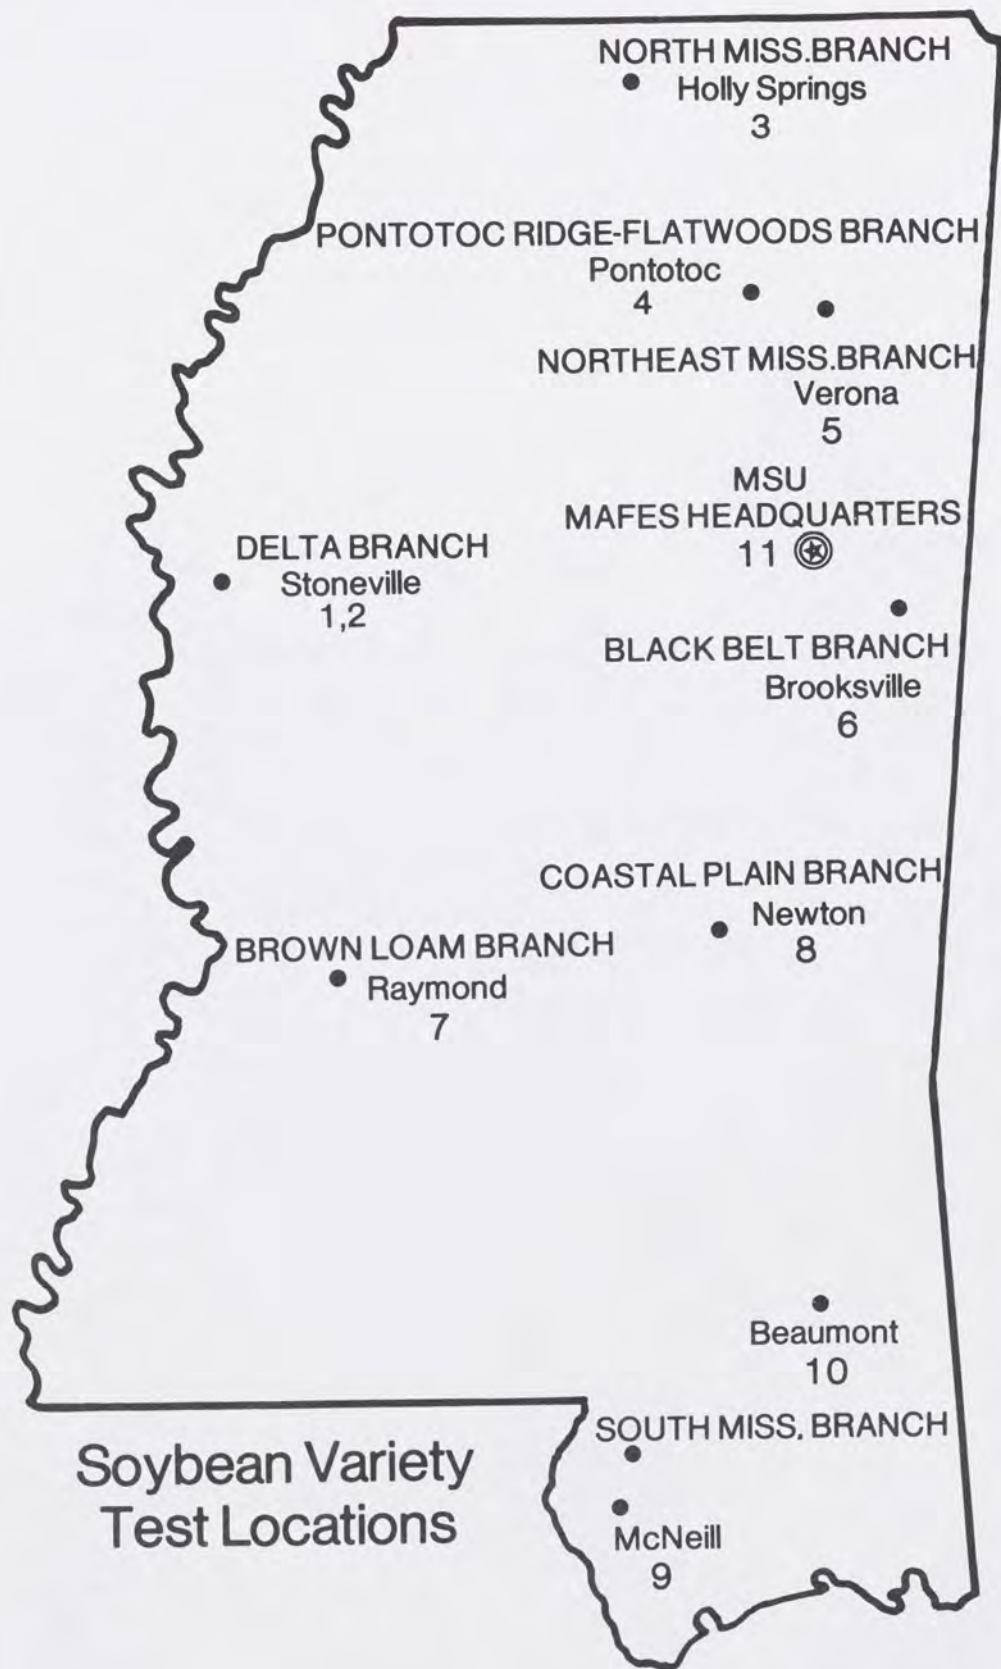 NORTH MISS.BRANCH
Holly Springs
3
PONTOTOC RIDGE-FLATWOODS BRANCH
Pontotoc
4
NORTHEAST MISS.BRANCH
Verona
5
MSU
MAFES HEADQUARTERS
11
DELTA BRANCH
Stoneville
1,2
BLACK BELT BRANCH
Brooksville
6
COASTAL PLAIN BRANCH
Newton
8
BROWN LOAM BRANCH
Raymond
7
Beaumont
10
SOUTH MISS. BRANCH
McNeill
9
Soybean Variety
Test Locations